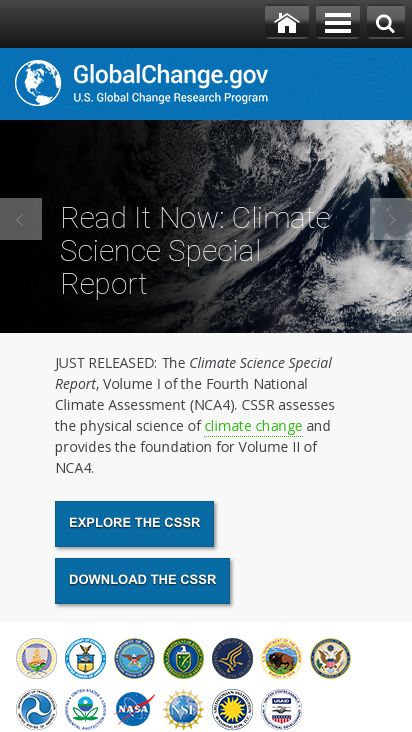 GlobalChange.gov
U.S. Global Change Research Program
Read It Now: Climate
Science Special
Report
JUST RELEASED: The Climate Science Special
Report, Volume I of the Fourth National
Climate Assessment (NCA4). CSSR assesses
the physical science of climate change and
provides the foundation for Volume II of
NCA4.
EXPLORE THE CSSR
DOWNLOAD THE CSSR
NASA
NSF
USAID